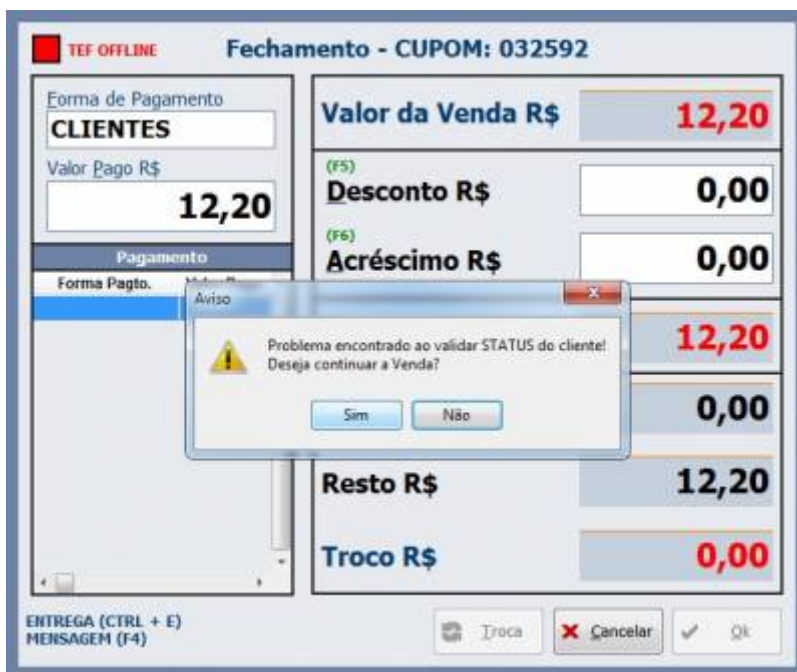 TEF OFFLINE
Fechamento - CUPOM: 032592
Forma de Pagamento
CLIENTES
Valor Pago R$
12,20
Pagamento
Forma Pagto.
Valor da Venda R$ 12,20
(F5)
Desconto R$ 0,00
(F6)
Acréscimo R$ 0,00
12,20
0,00
Resto R$ 12,20
Troco R$ 0,00
Aviso
Problema encontrado ao validar STATUS do cliente!
Deseja continuar a Venda?
Sim Não
ENTREGA (CTRL + E)
MENSAGEM (F4)
Troca Cancelar Ok